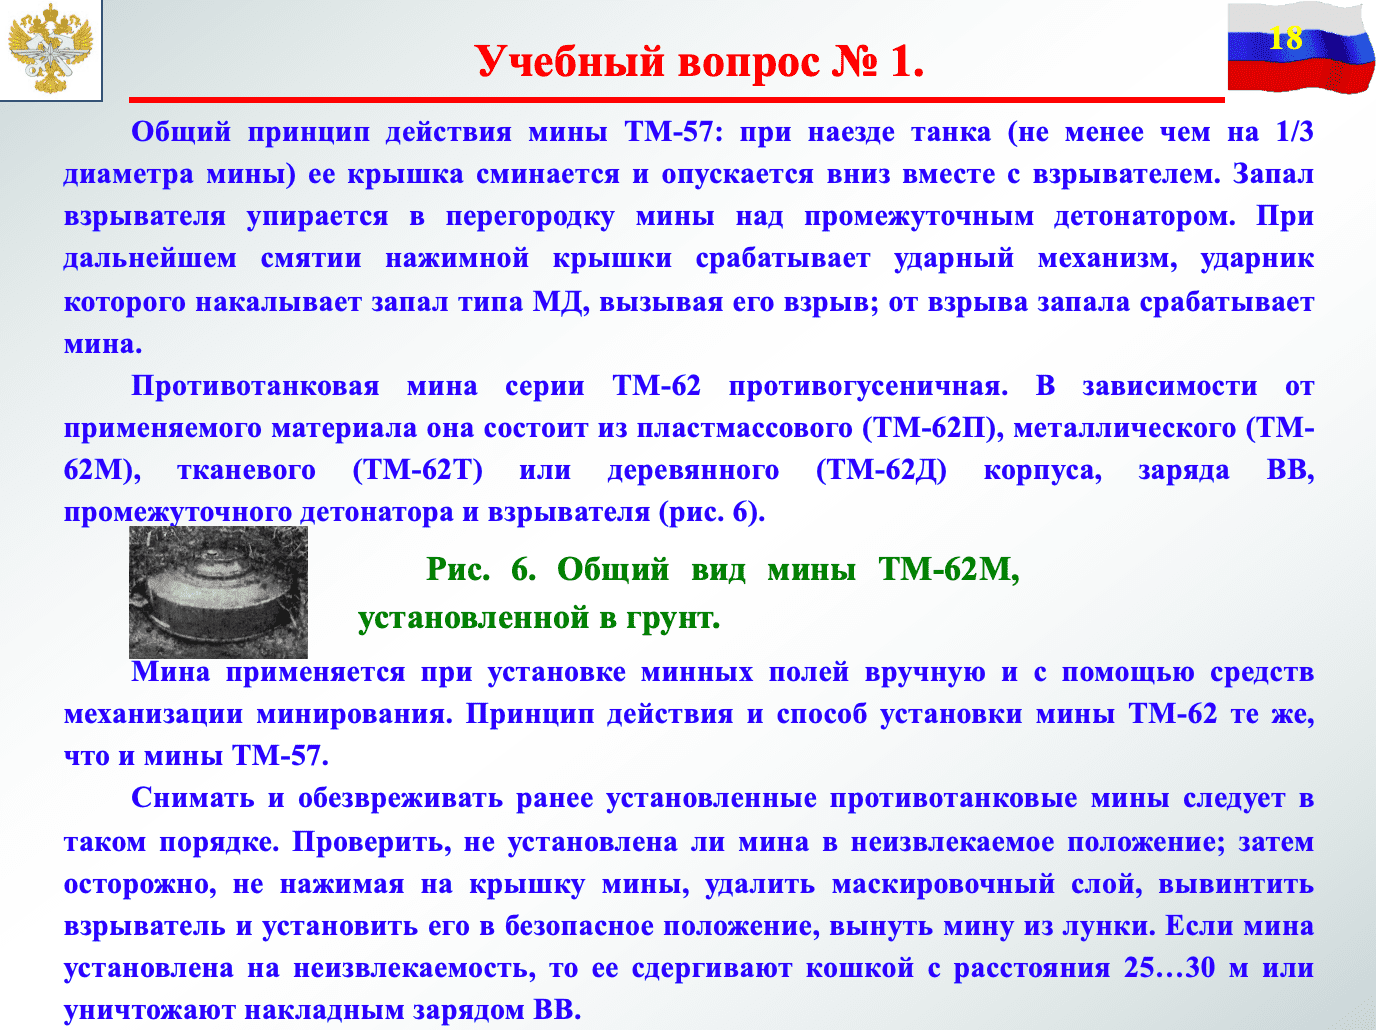 18
Учебный вопрос № 1.
Общий принцип действия мины ТМ-57: при наезде танка (не менее чем на 1/3
диаметра мины) ее крышка сминается и опускается вниз вместе с взрывателем. Запал
взрывателя упирается в перегородку мины над промежуточным детонатором. При
дальнейшем смятии нажимной крышки срабатывает ударный механизм, ударник
которого накалывает запал типа МД, вызывая его взрыв; от взрыва запала срабатывает
мина.
Противотанковая мина серии ТМ-62 противогусеничная. В зависимости от
применяемого материала она состоит из пластмассового (ТМ-62П), металлического (ТМ-
62М), тканевого (ТМ-62Т) или деревянного (ТМ-62Д) корпуса, заряда ВВ,
промежуточного детонатора и взрывателя (рис. 6).
Рис. 6. Общий вид мины ТМ-62М,
установленной в грунт.
Мина применяется при установке минных полей вручную и с помощью средств
механизации минирования. Принцип действия и способ установки мины ТМ-62 те же,
что и мины ТМ-57.
Снимать и обезвреживать ранее установленные противотанковые мины следует в
таком порядке. Проверить, не установлена ли мина в неизвлекаемое положение; затем
осторожно, не нажимая на крышку мины, удалить маскировочный слой, вывинтить
взрыватель и установить его в безопасное положение, вынуть мину из лунки. Если мина
установлена на неизвлекаемость, то ее сдергивают кошкой с расстояния 25…30 м или
уничтожают накладным зарядом ВВ.